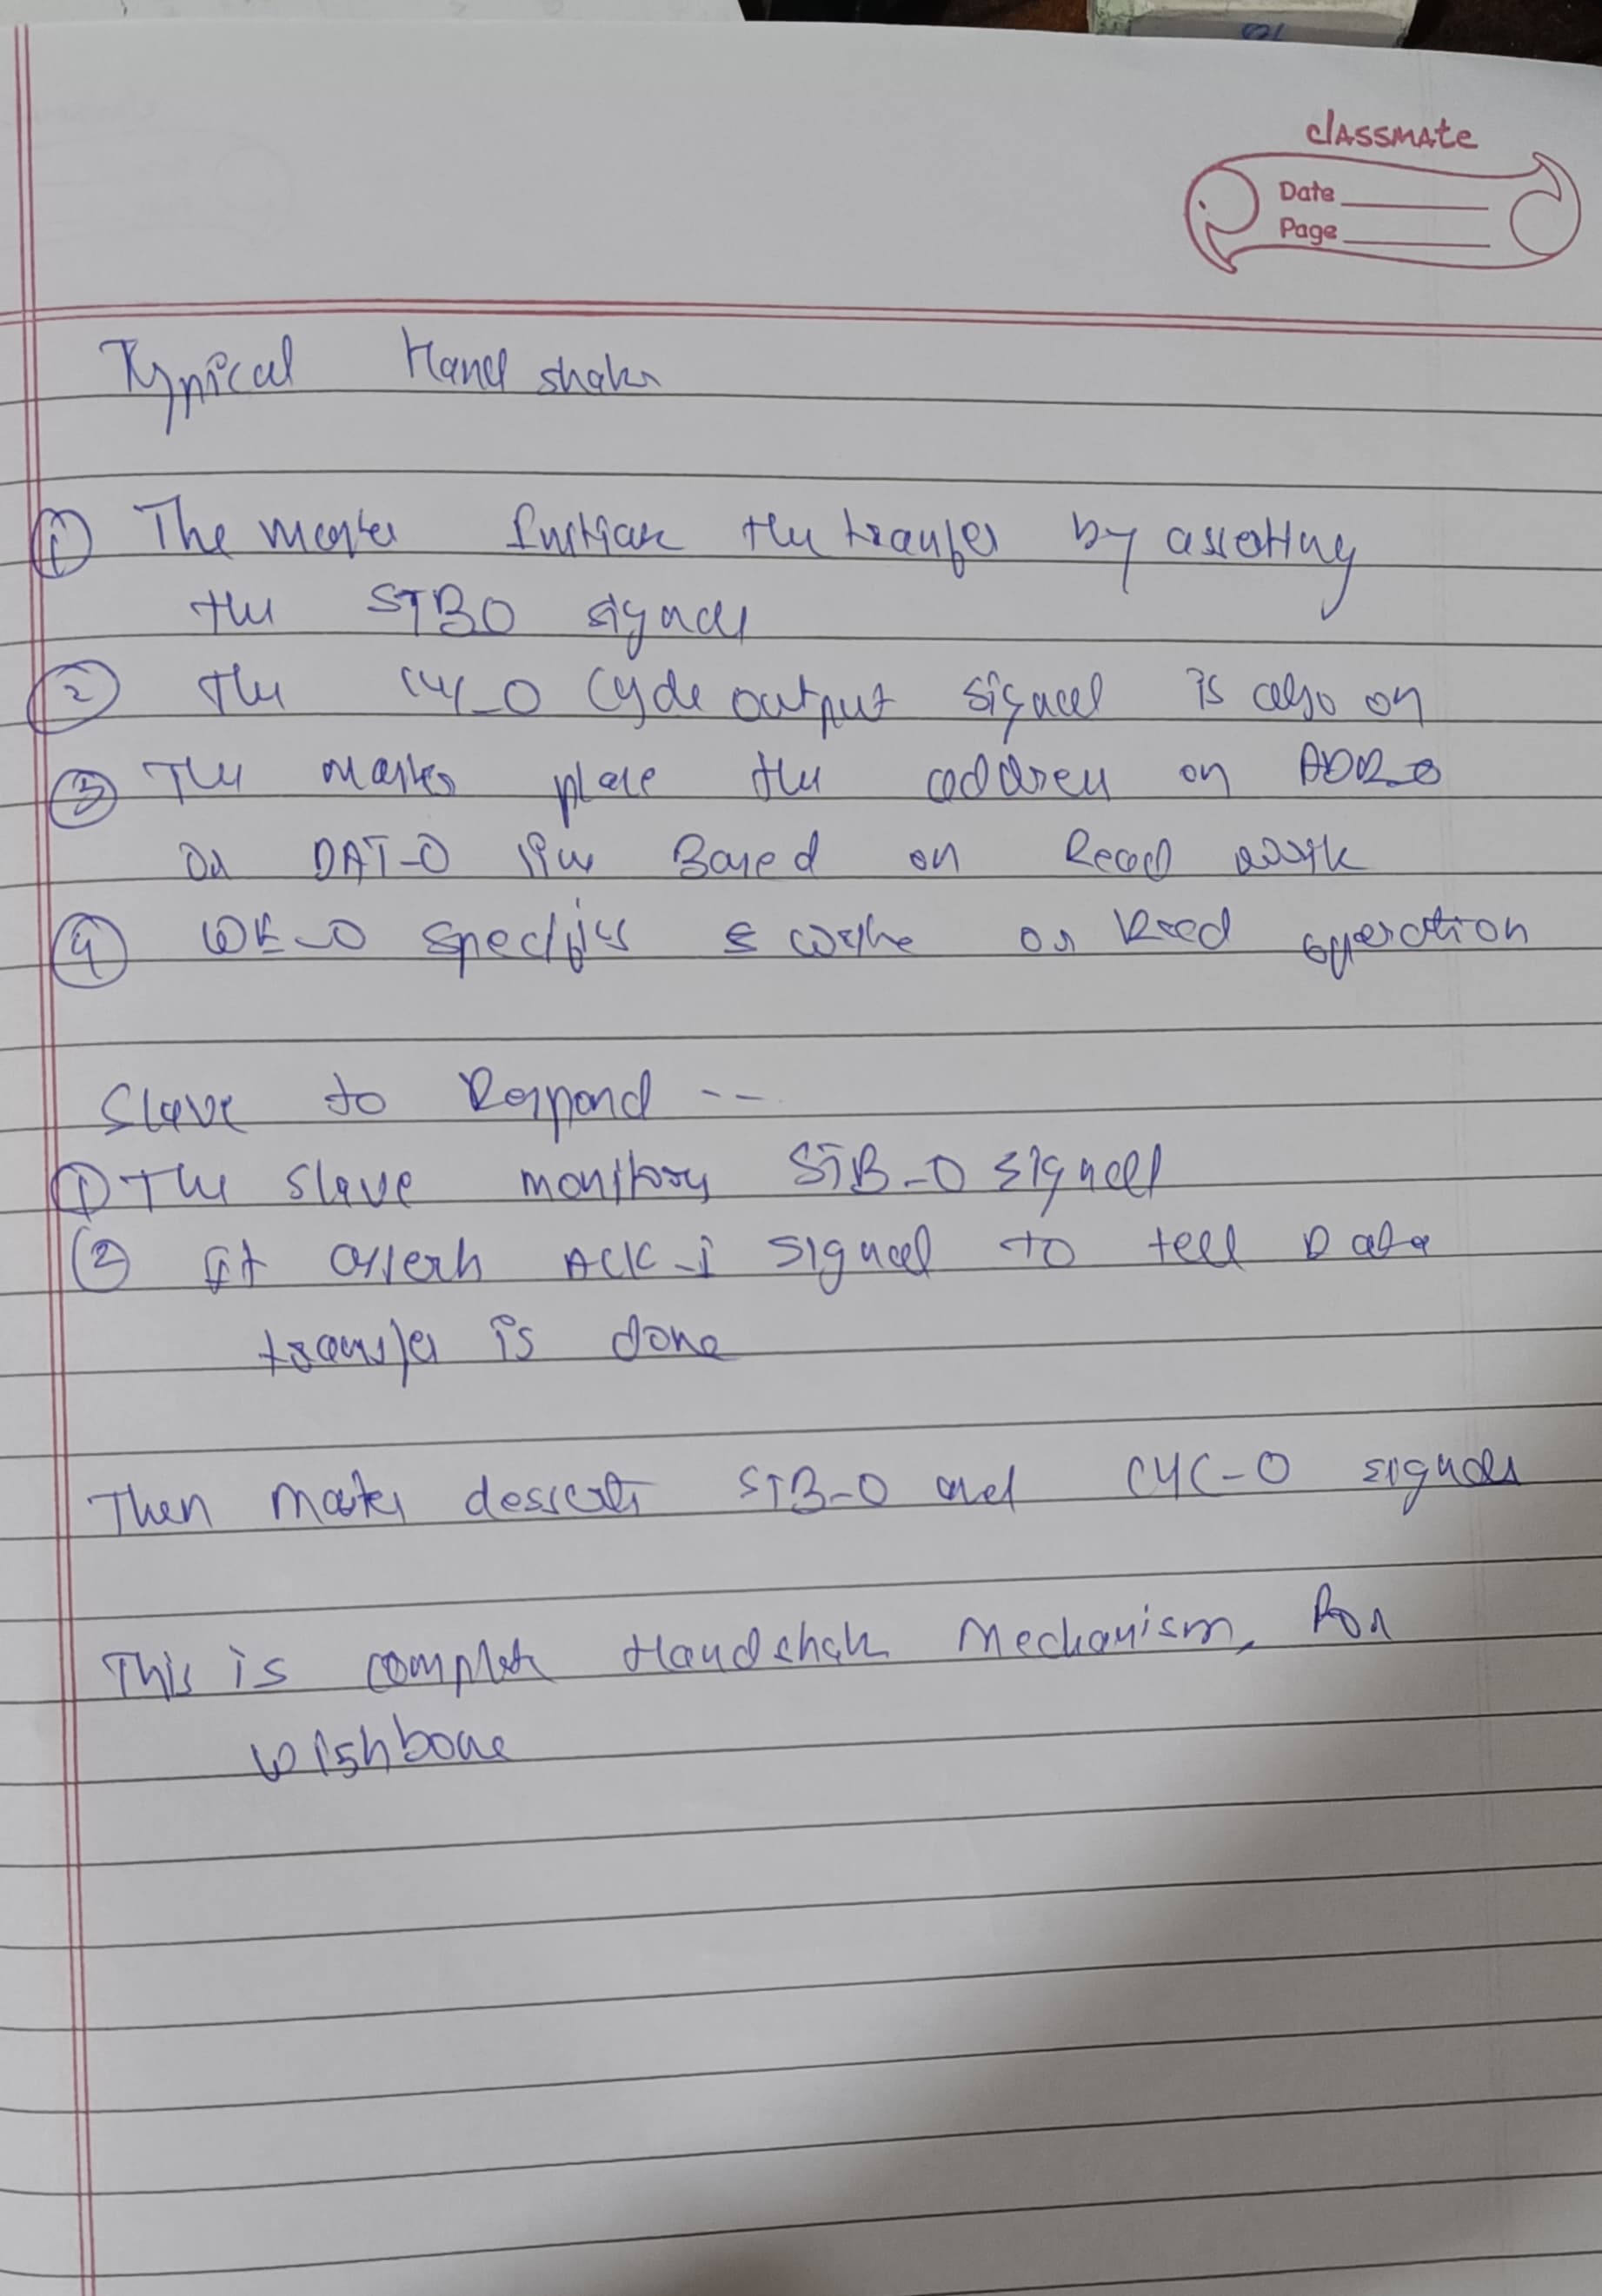 classmate
Date
Page
Typical Hand shake
① The master Initiate the transfer by asserting
the STBO signal
② The CYC_O Cycle output signal is also on
③ The master place the address on ADR_O
Or DAT-O line Based on Read write
④ WE_O specifies write or Read operation
Slave to Respond --
① The slave monitors STB-O signal
② It asserts ACK-I signal to tell Data
transfer is done
Then master desserts STB-O and CYC-O signals
This is complete Handshake Mechanism, For
wishbone